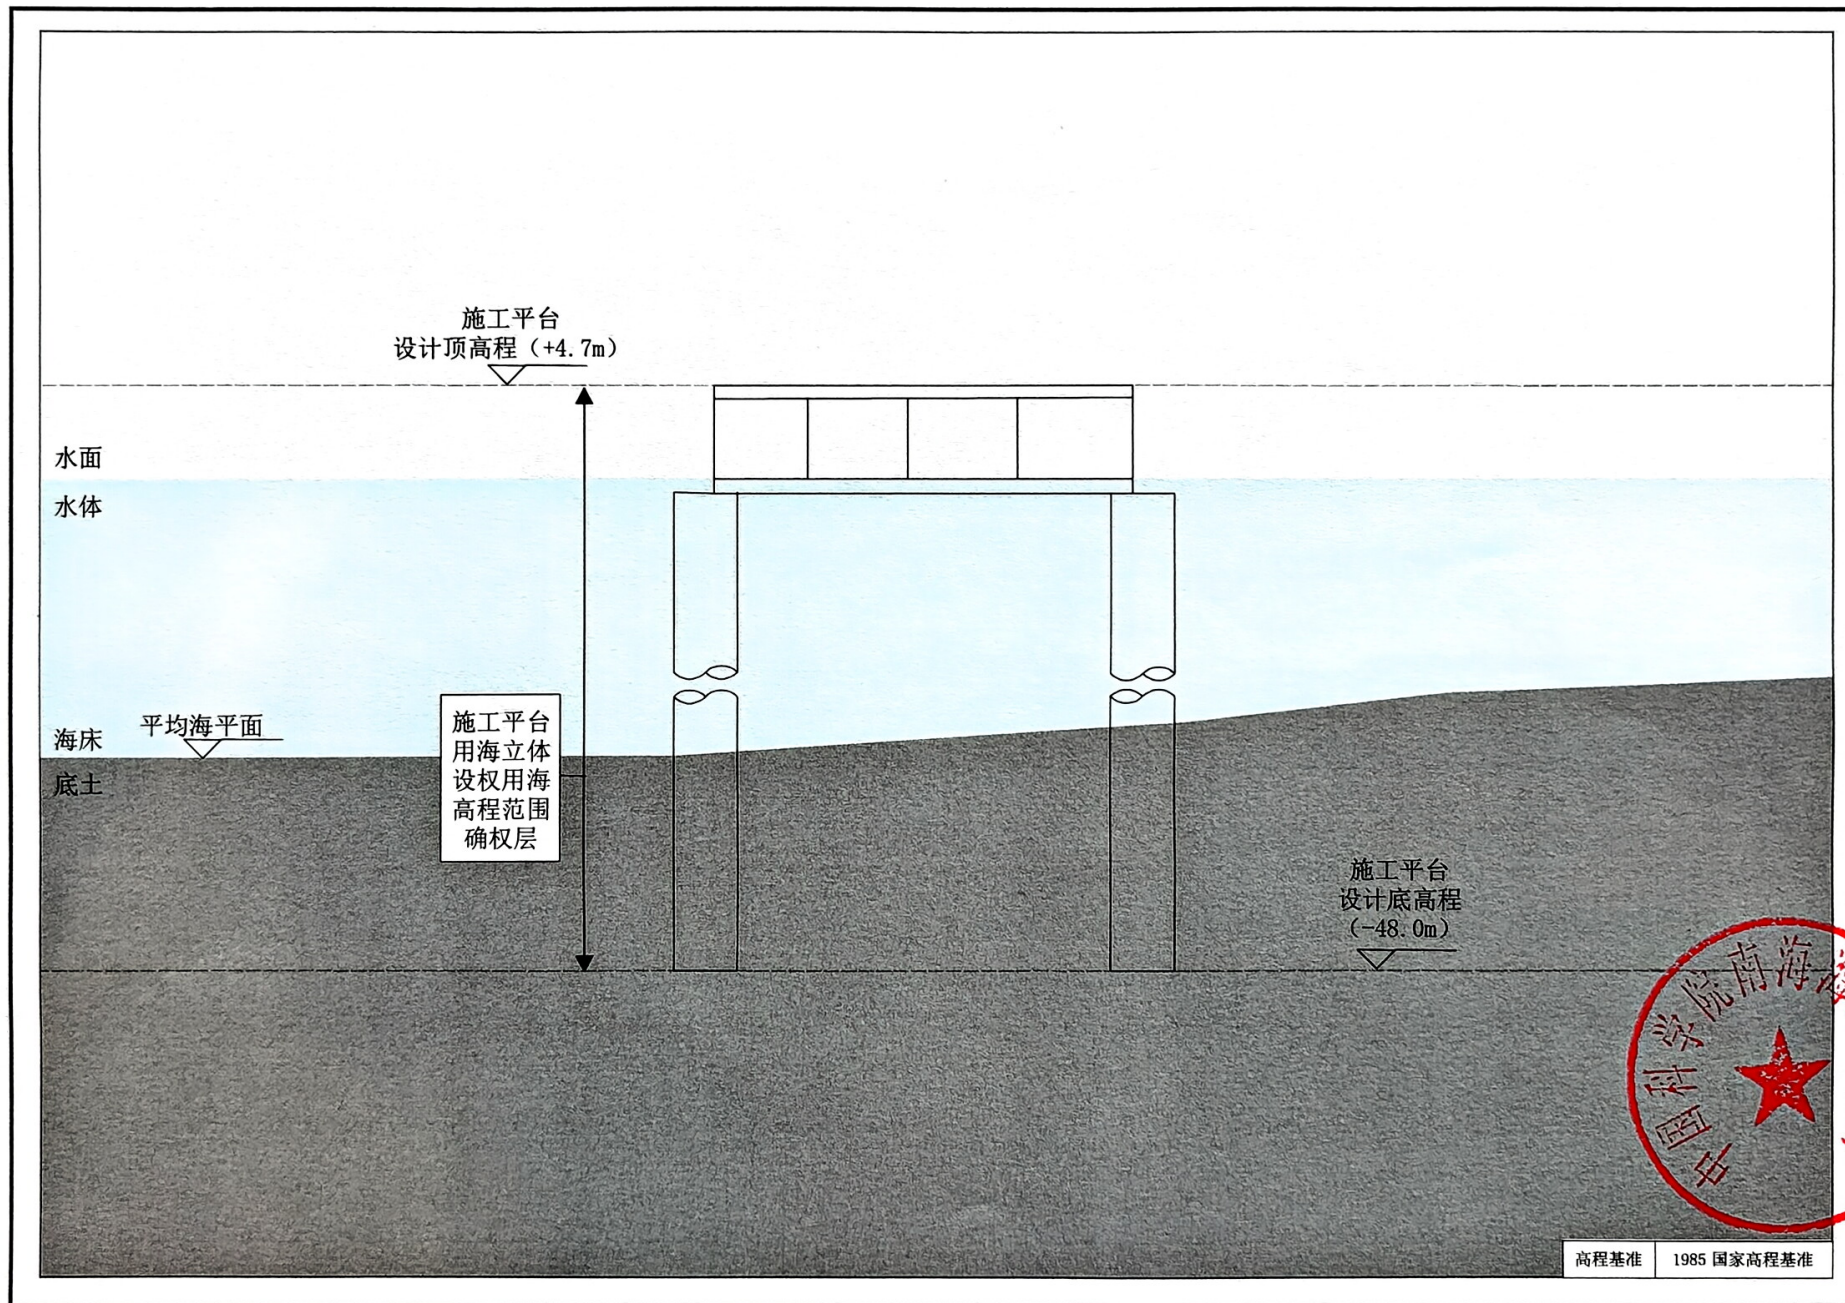 施工平台
设计顶高程（+4.7m）
水面
水体
平均海平面
海床
底土
施工平台
用海立体
设权用海
高程范围
确权层
施工平台
设计底高程
（-48.0m）
中国科学院南海海
高程基准 1985 国家高程基准